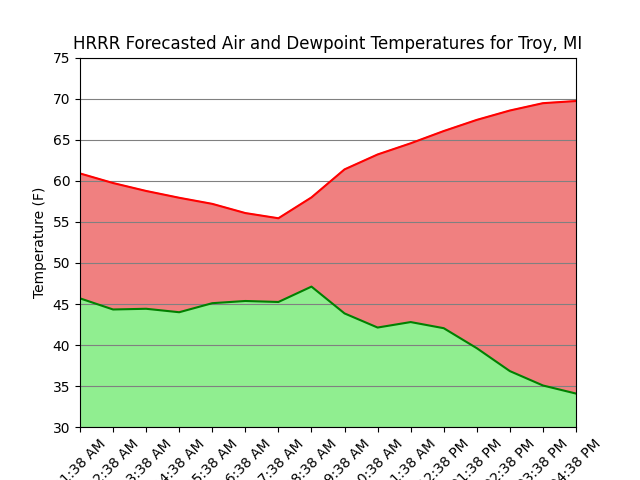 HRRR Forecasted Air and Dewpoint Temperatures for Troy, MI
Temperature (F)
75
70
65
60
55
50
45
40
35
30
1:38 AM
2:38 AM
3:38 AM
4:38 AM
5:38 AM
6:38 AM
7:38 AM
8:38 AM
9:38 AM
0:38 AM
1:38 AM
2:38 PM
01:38 PM
02:38 PM
03:38 PM
04:38 PM